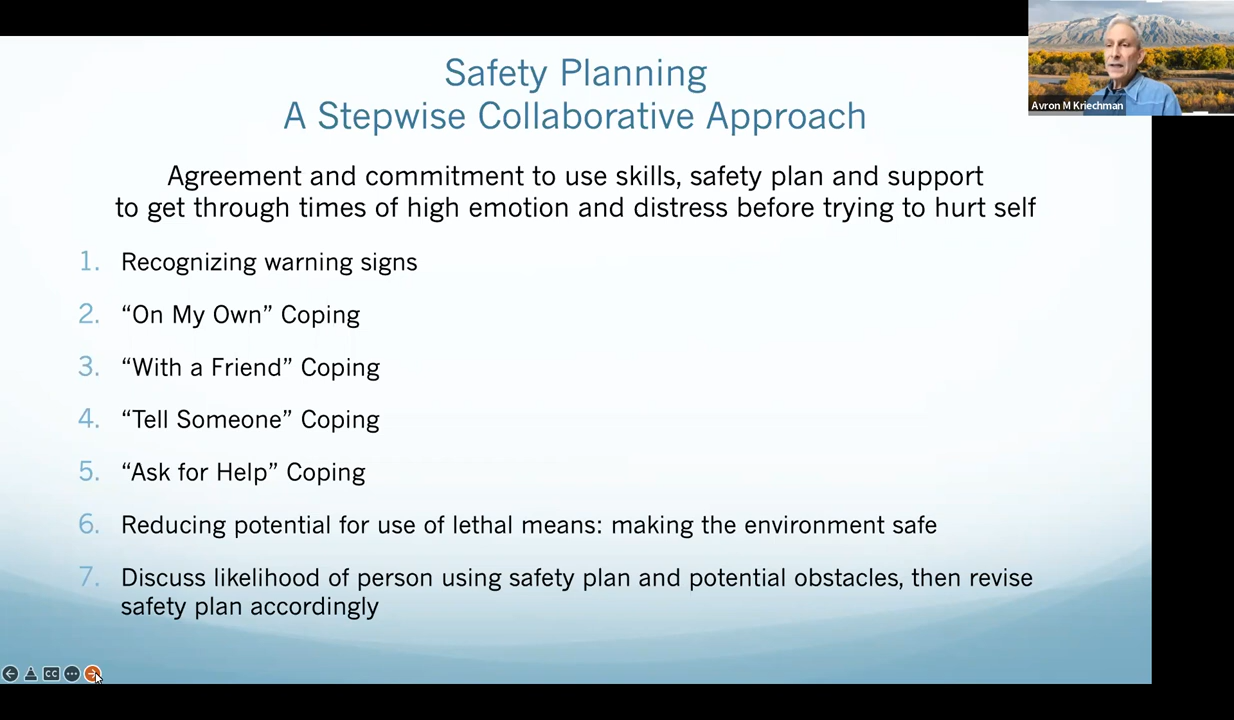 Safety Planning
A Stepwise Collaborative Approach
Avron M Kriechman
Agreement and commitment to use skills, safety plan and support
to get through times of high emotion and distress before trying to hurt self
1. Recognizing warning signs
2. “On My Own” Coping
3. “With a Friend” Coping
4. “Tell Someone” Coping
5. “Ask for Help” Coping
6. Reducing potential for use of lethal means: making the environment safe
7. Discuss likelihood of person using safety plan and potential obstacles, then revise
safety plan accordingly
CC